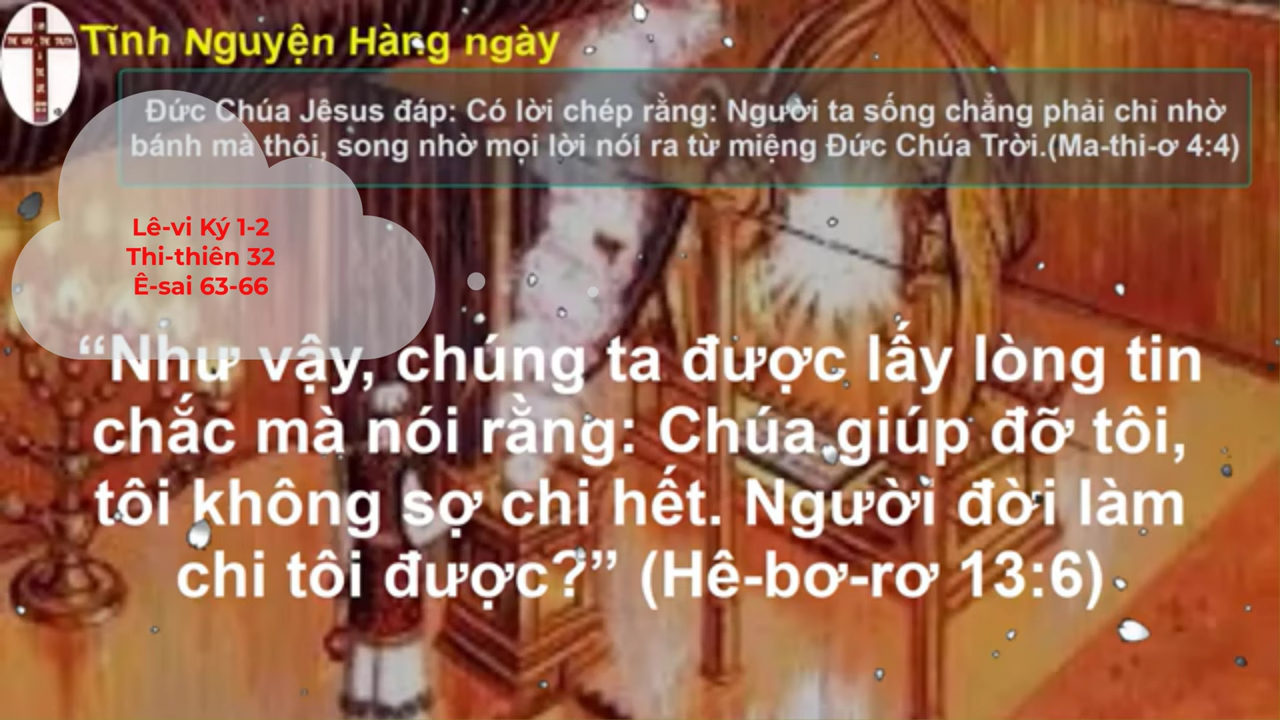 Tĩnh Nguyện Hàng ngày
Đức Chúa Jêsus đáp: Có lời chép rằng: Người ta sống chẳng phải chỉ nhờ
bánh mà thôi, song nhờ mọi lời nói ra từ miệng Đức Chúa Trời.(Ma-thi-ơ 4:4)
Lê-vi Ký 1-2
Thi-thiên 32
Ê-sai 63-66
“Như vậy, chúng ta được lấy lòng tin
chắc mà nói rằng: Chúa giúp đỡ tôi,
tôi không sợ chi hết. Người đời làm
chi tôi được?” (Hê-bơ-rơ 13:6)